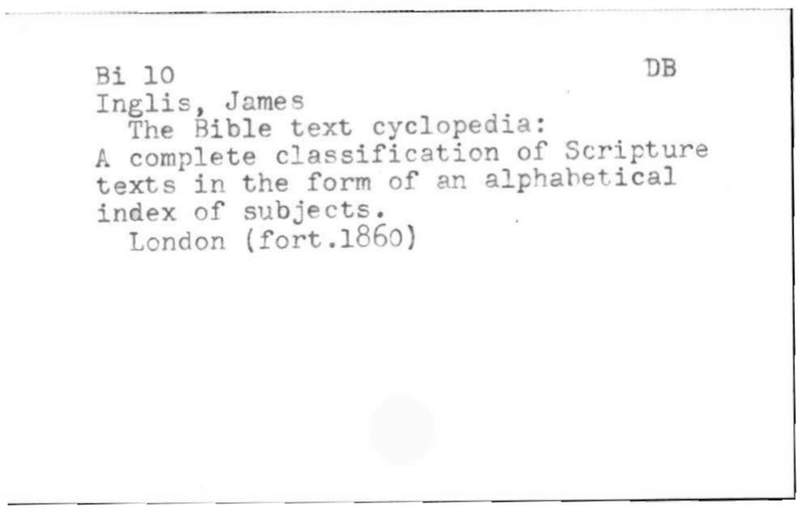 Bi 10 DB
Inglis, James
The Bible text cyclopedia:
A complete classification of Scripture
texts in the form of an alphabetical
index of subjects.
London (fort.1860)